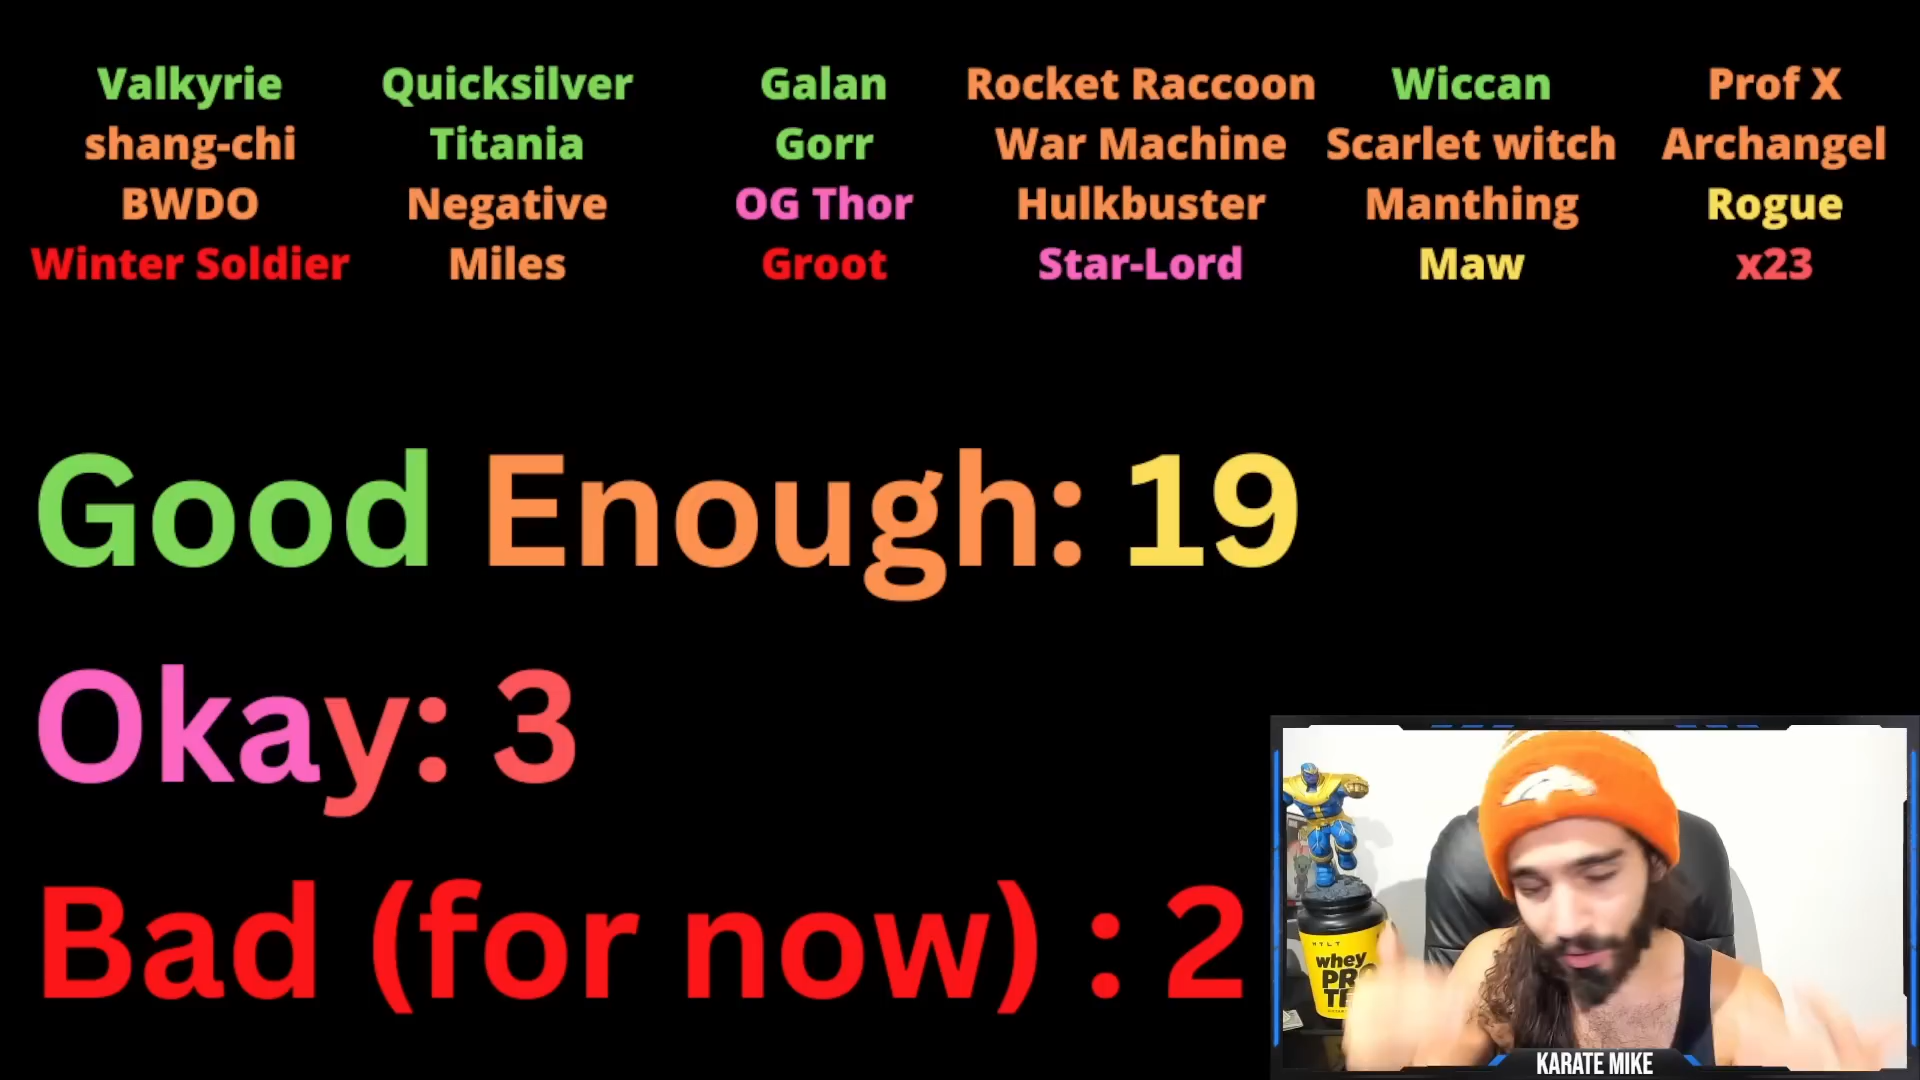 Valkyrie Quicksilver Galan Rocket Raccoon Wiccan Prof X
shang-chi Titania Gorr War Machine Scarlet witch Archangel
BWDO Negative OG Thor Hulkbuster Manthing Rogue
Winter Soldier Miles Groot Star-Lord Maw x23
Good Enough: 19
Okay: 3
Bad (for now) : 2
whey
KARATE MIKE